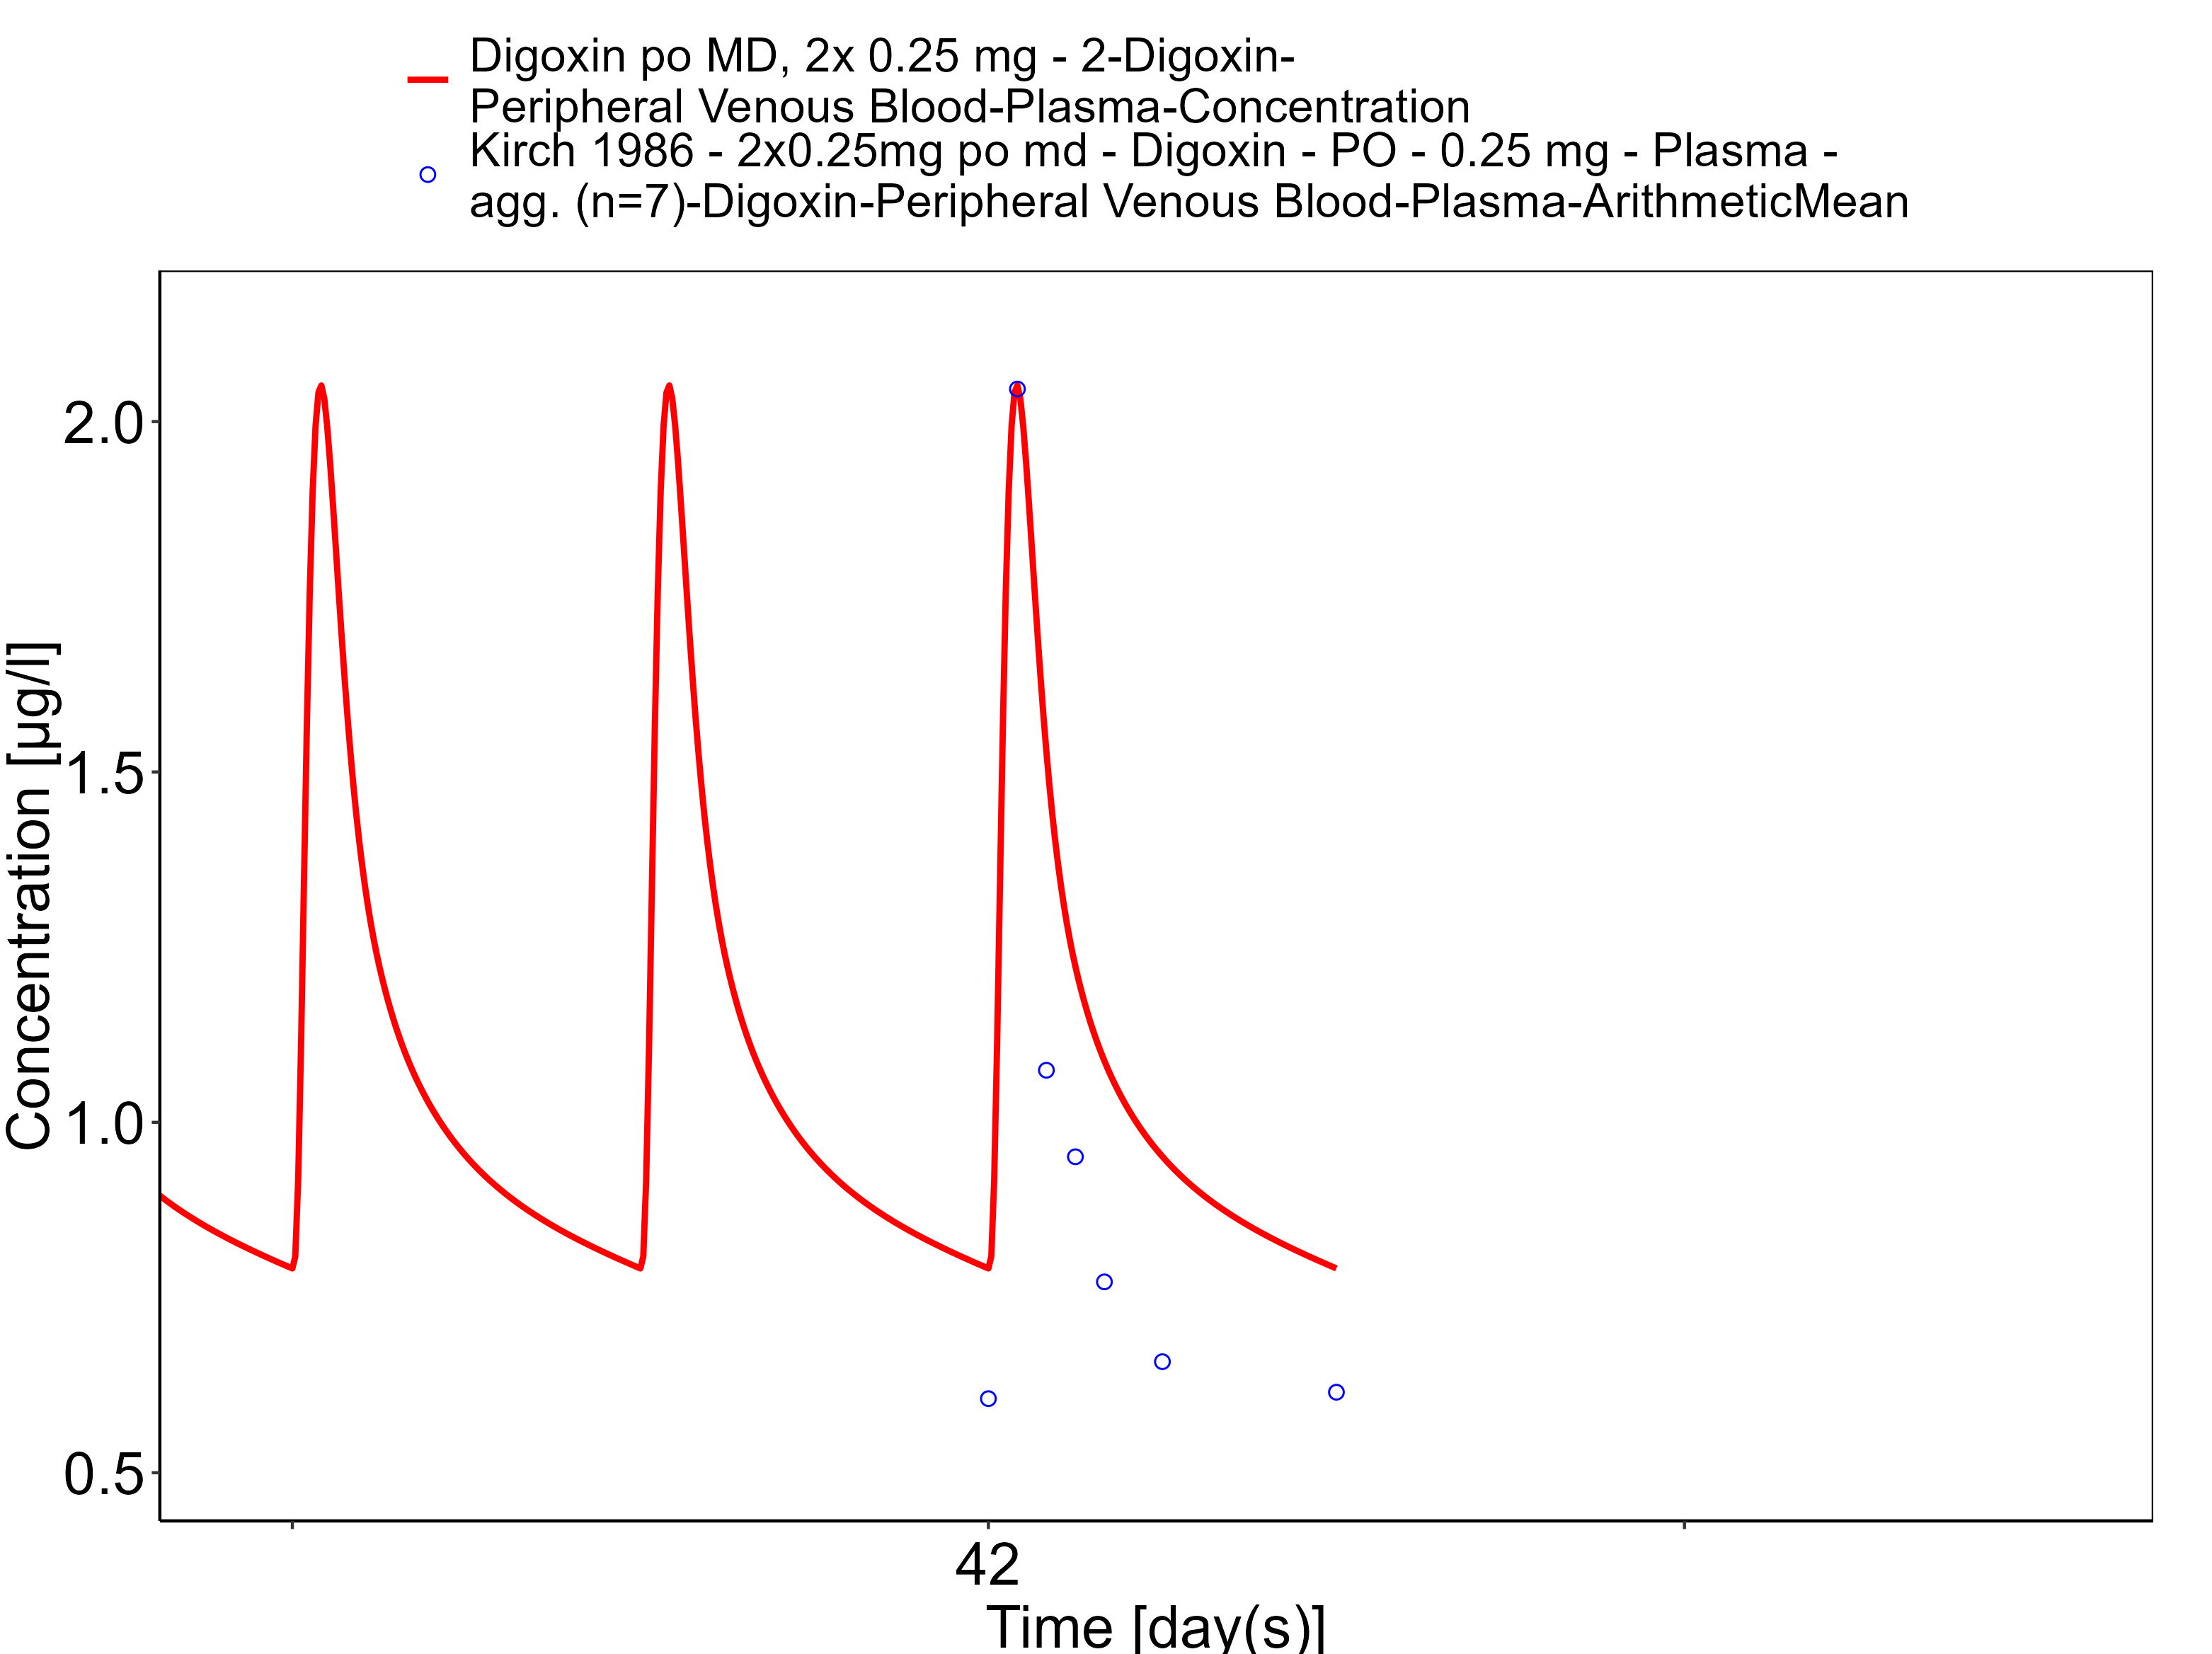 Digoxin po MD, 2x 0.25 mg - 2-Digoxin-
Peripheral Venous Blood-Plasma-Concentration
Kirch 1986 - 2x0.25mg po md - Digoxin - PO - 0.25 mg - Plasma -
agg. (n=7)-Digoxin-Peripheral Venous Blood-Plasma-ArithmeticMean
Concentration [µg/l]
2.0
1.5
1.0
0.5
42
Time [day(s)]